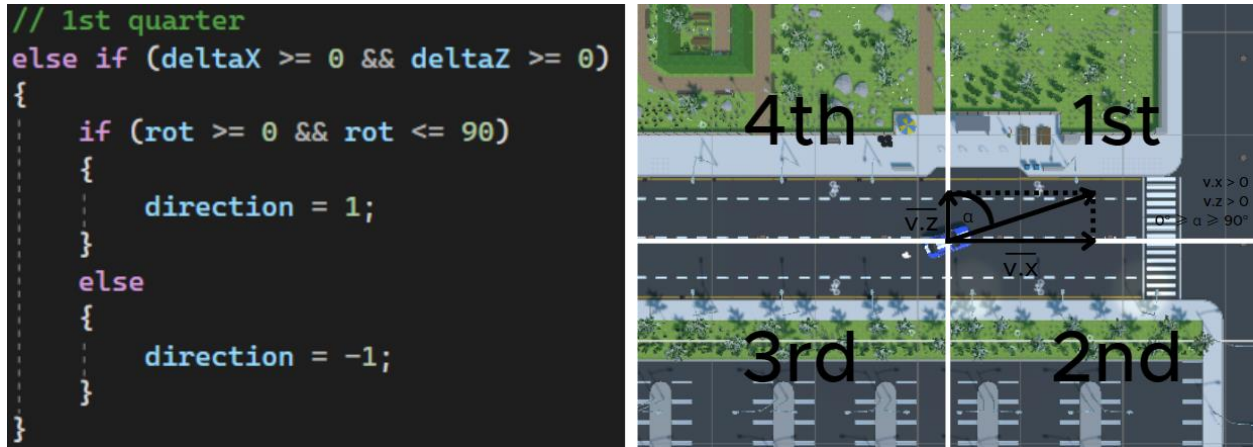 // 1st quarter
else if (deltaX >= 0 && deltaZ >= 0)
{
if (rot >= 0 && rot <= 90)
{
direction = 1;
}
else
{
direction = -1;
}
}
4th
1st
v.x > 0
v.z > 0
0° ⩾ α ⩾ 90°
v.z
α
v.x
3rd
2nd